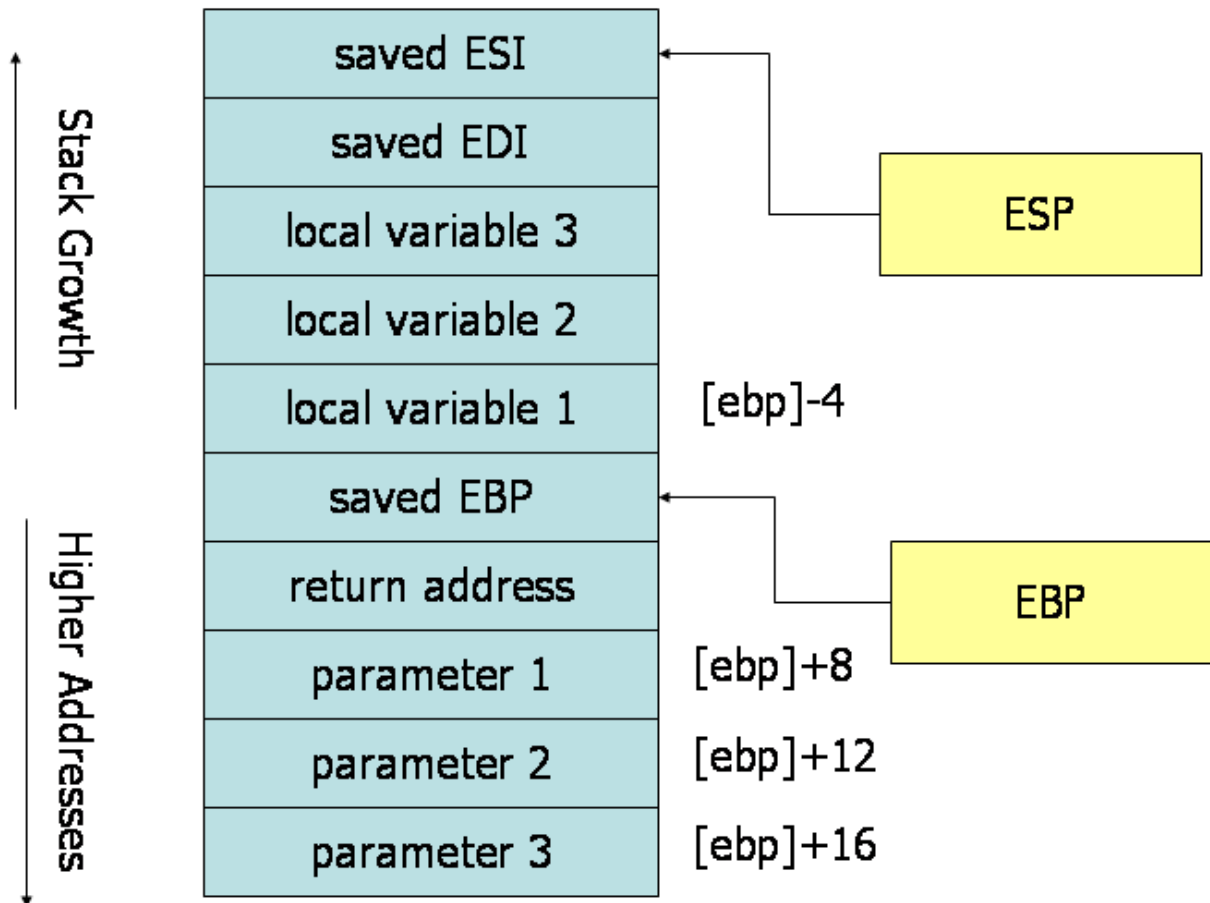 Stack Growth
Higher Addresses
saved ESI
saved EDI
local variable 3
local variable 2
local variable 1
saved EBP
return address
parameter 1
parameter 2
parameter 3
[ebp]-4
[ebp]+8
[ebp]+12
[ebp]+16
ESP
EBP